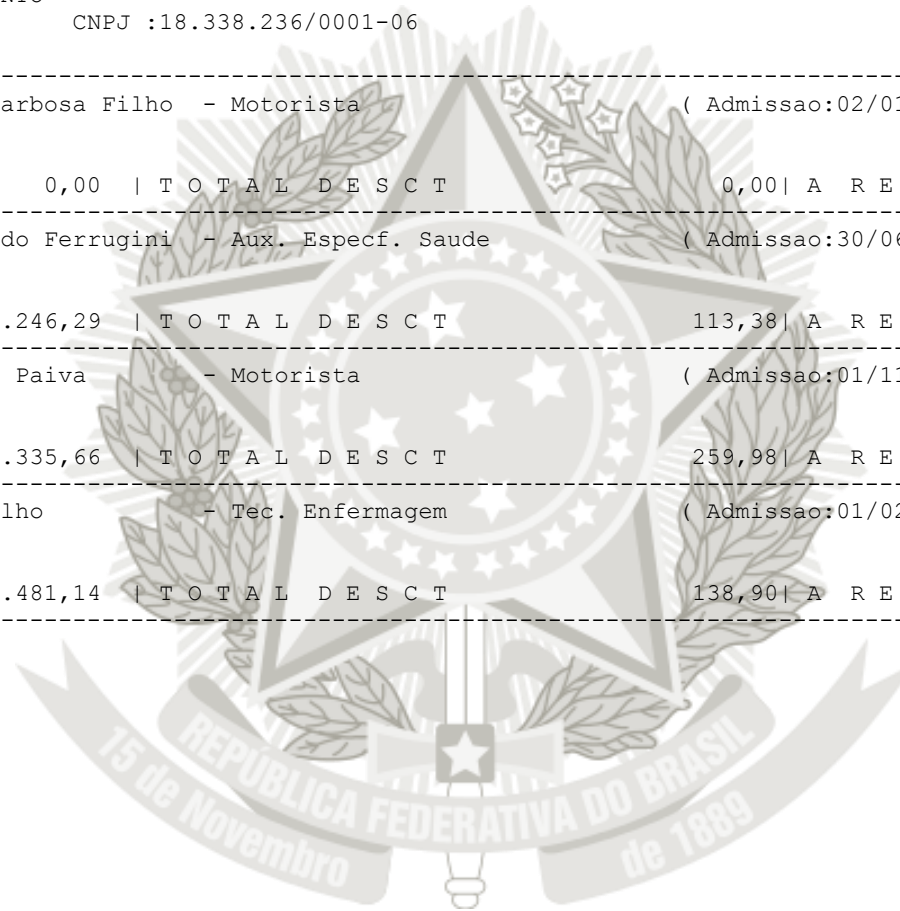 CNPJ :18.338.236/0001-06
--------------------------------------------------------------------------
arbosa Filho - Motorista ( Admissao:02/01
0,00 | T O T A L D E S C T 0,00| A R E
--------------------------------------------------------------------------
do Ferrugini - Aux. Especf. Saude ( Admissao:30/06
.246,29 | T O T A L D E S C T 113,38| A R E
--------------------------------------------------------------------------
Paiva - Motorista ( Admissao:01/11
.335,66 | T O T A L D E S C T 259,98| A R E
--------------------------------------------------------------------------
lho - Tec. Enfermagem ( Admissao:01/02
.481,14 | T O T A L D E S C T 138,90| A R E
--------------------------------------------------------------------------
REPÚBLICA FEDERATIVA DO BRASIL
15 de Novembro de 1889